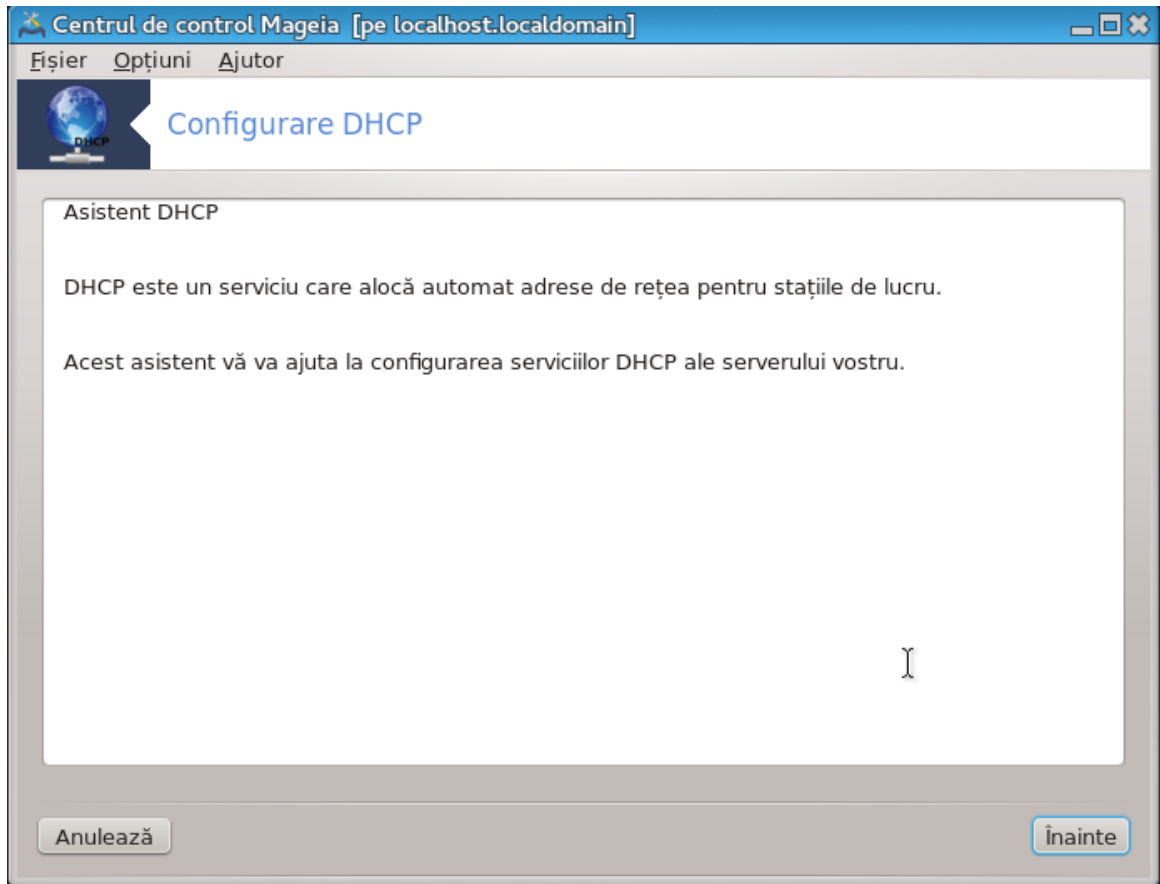 Centrul de control Mageia [pe localhost.localdomain]
Fișier Opțiuni Ajutor
DHCP
Configurare DHCP
Asistent DHCP
DHCP este un serviciu care alocă automat adrese de rețea pentru stațiile de lucru.
Acest asistent vă va ajuta la configurarea serviciilor DHCP ale serverului vostru.
Anulează Înainte